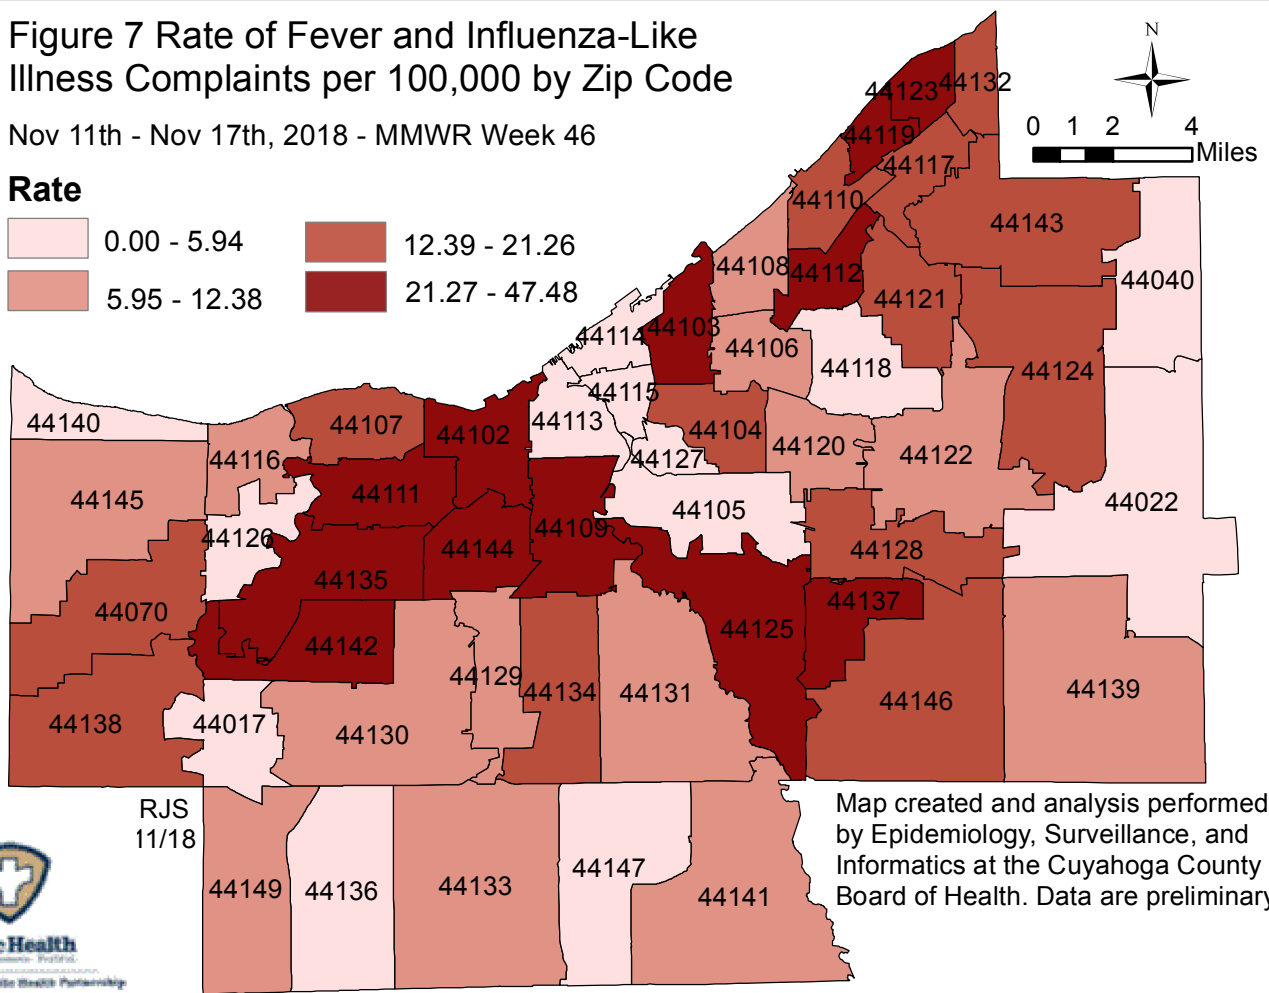 Figure 7 Rate of Fever and Influenza-Like
Illness Complaints per 100,000 by Zip Code
Nov 11th - Nov 17th, 2018 - MMWR Week 46
Rate
0.00 - 5.94
5.95 - 12.38
12.39 - 21.26
21.27 - 47.48
N
0 1 2 4
Miles
44123
44132
44119
44117
44110
44143
44108
44112
44040
44121
44114
44103
44106
44118
44124
44115
44140
44107
44102
44113
44104
44120
44122
44116
44127
44145
44111
44022
44105
44126
44109
44144
44128
44135
44070
44137
44125
44142
44129
44134
44131
44139
44146
44138
44017
44130
RJS
11/18
44147
44149
44136
44133
44141
Map created and analysis performed
by Epidemiology, Surveillance, and
Informatics at the Cuyahoga County
Board of Health. Data are preliminary
Health
Health Partnership